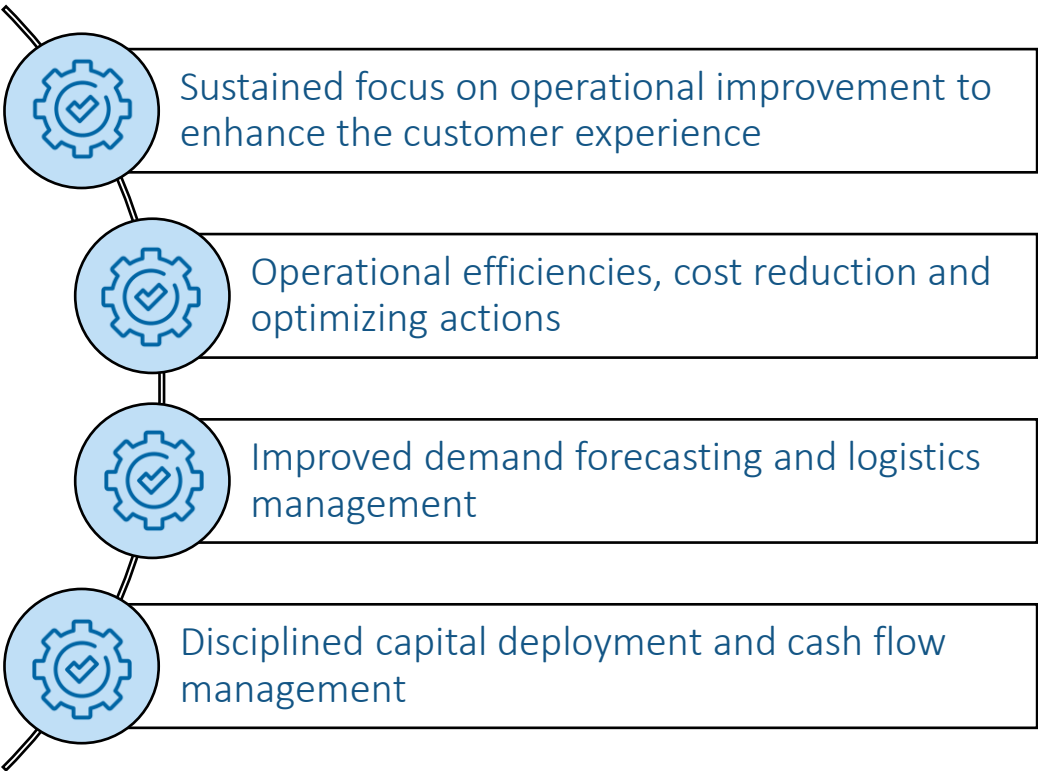 Sustained focus on operational improvement to
enhance the customer experience
Operational efficiencies, cost reduction and
optimizing actions
Improved demand forecasting and logistics
management
Disciplined capital deployment and cash flow
management